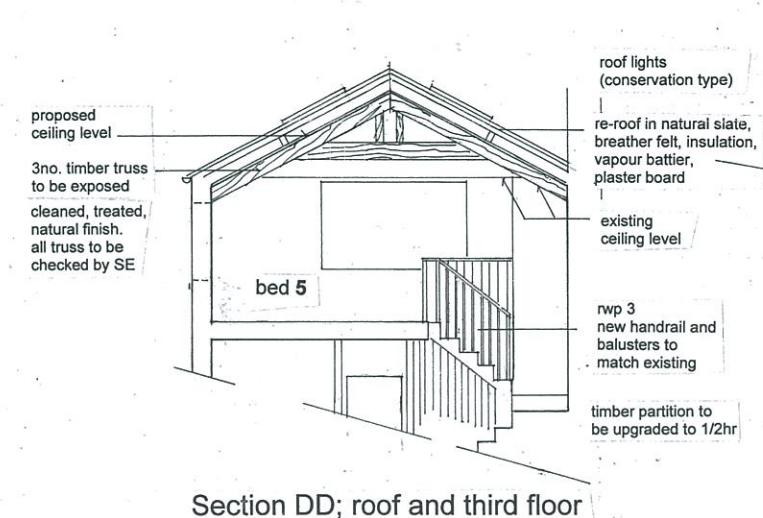 proposed
ceiling level
3no. timber truss
to be exposed
cleaned, treated,
natural finish.
all truss to be
checked by SE
bed 5
roof lights
(conservation type)
re-roof in natural slate,
breather felt, insulation,
vapour battier,
plaster board
existing
ceiling level
rwp 3
new handrail and
balusters to
match existing
timber partition to
be upgraded to 1/2hr
Section DD; roof and third floor